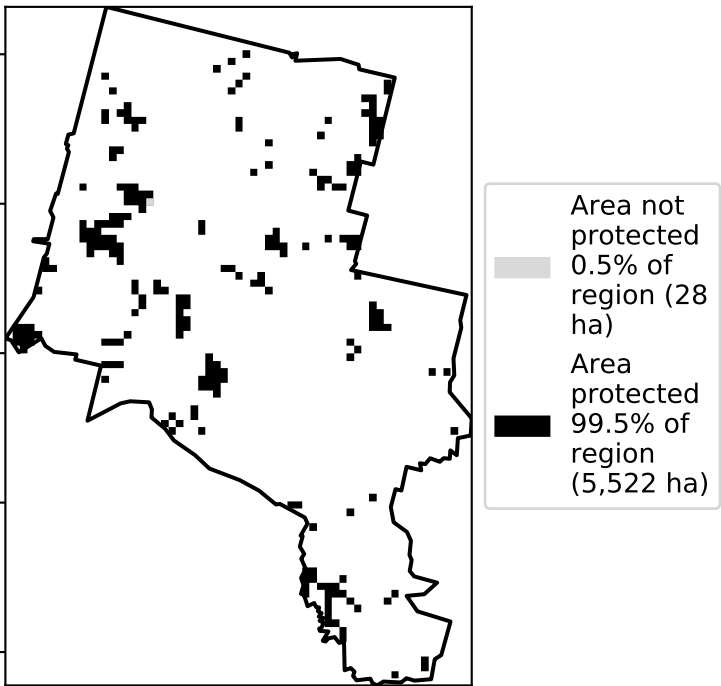 Area not
protected
0.5% of
region (28
ha)
Area
protected
99.5% of
region
(5,522 ha)